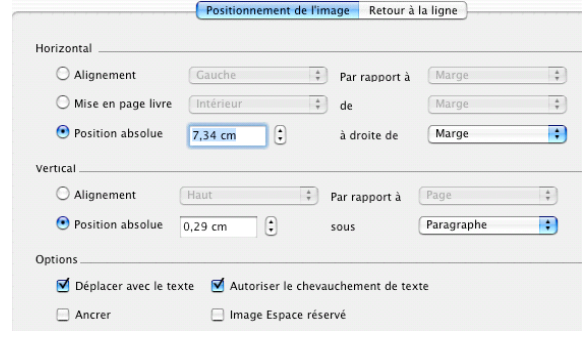 Positionnement de l'image Retour à la ligne
Horizontal
Alignement Gauche Par rapport à Marge
Mise en page livre Intérieur de Marge
Position absolue 7,34 cm à droite de Marge
Vertical
Alignement Haut Par rapport à Page
Position absolue 0,29 cm sous Paragraphe
Options
Déplacer avec le texte Autoriser le chevauchement de texte
Ancrer Image Espace réservé